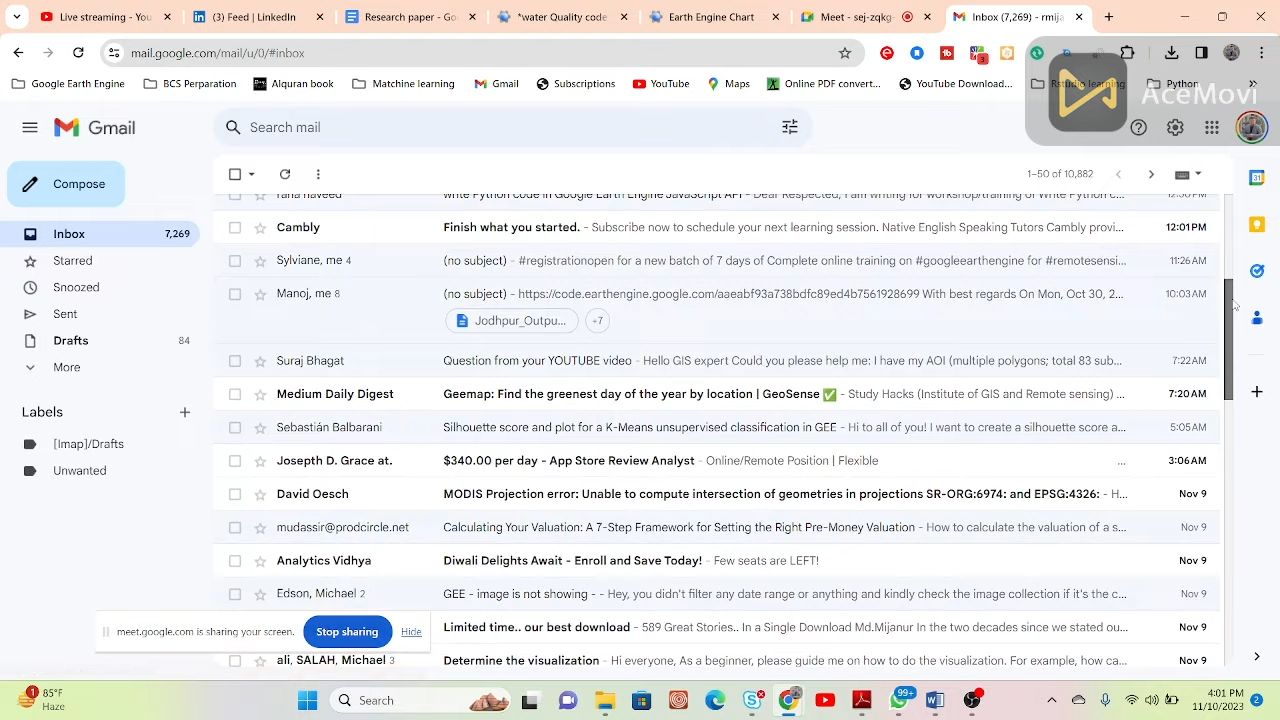 Live streaming - You
(3) Feed | LinkedIn
Research paper - Go
*water Quality code
Earth Engine Chart
Meet - sej-zqkg
Inbox (7,269) - rmija
mail.google.com/mail/u/0/#inbox
Google Earth Engine
BCS Perparation
Alquran book
Matchine learning
Gmail
Subscriptions
YouTube
Maps
Online PDF convert...
YouTube Download...
Rstudio learning
Python
AceMovi
Gmail
Search mail
Compose
1–50 of 10,882
Inbox 7,269
Starred
Snoozed
Sent
Drafts 84
More
Labels
[Imap]/Drafts
Unwanted
Cambly Finish what you started. - Subscribe now to schedule your next learning session. Native English Speaking Tutors Cambly provi... 12:01 PM
Sylviane, me 4 (no subject) - #registrationopen for a new batch of 7 days of Complete online training on #googleearthengine for #remotesensi... 11:26 AM
Manoj, me 8 (no subject) - https://code.earthengine.google.com/aaeabf93a738bdfc89ed4b7561928699 With best regards On Mon, Oct 30, 2... 10:03 AM
Jodhpur_Outpu... +7
Suraj Bhagat Question from your YOUTUBE video - Hello GIS expert Could you please help me: I have my AOI (multiple polygons; total 83 sub... 7:22 AM
Medium Daily Digest Geemap: Find the greenest day of the year by location | GeoSense ✅ - Study Hacks (Institute of GIS and Remote sensing) ... 7:20 AM
Sebastián Balbarani Silhouette score and plot for a K-Means unsupervised classification in GEE - Hi to all of you! I want to create a silhouette score a... 5:05 AM
Josepth D. Grace at. $340.00 per day - App Store Review Analyst - Online/Remote Position | Flexible ... 3:06 AM
David Oesch MODIS Projection error: Unable to compute intersection of geometries in projections SR-ORG:6974: and EPSG:4326: - H... Nov 9
mudassir@prodcircle.net Calculating Your Valuation: A 7-Step Framework for Setting the Right Pre-Money Valuation - How to calculate the valuation of a s... Nov 9
Analytics Vidhya Diwali Delights Await - Enroll and Save Today! - Few seats are LEFT! Nov 9
Edson, Michael 2 GEE - image is not showing - - Hey, you didn't filter any date range or anything and kindly check the image collection if it's the c... Nov 9
Limited time.. our best download - 589 Great Stories.. In a Single Download Md.Mijanur In the two decades since we stated ou... Nov 9
ali, SALAH, Michael 3 Determine the visualization - Hi everyone, As a beginner, please guide me on how to do the visualization. For example, how ca... Nov 9
meet.google.com is sharing your screen. Stop sharing Hide
85°F
Haze
Search
99+
4:01 PM
11/10/2023